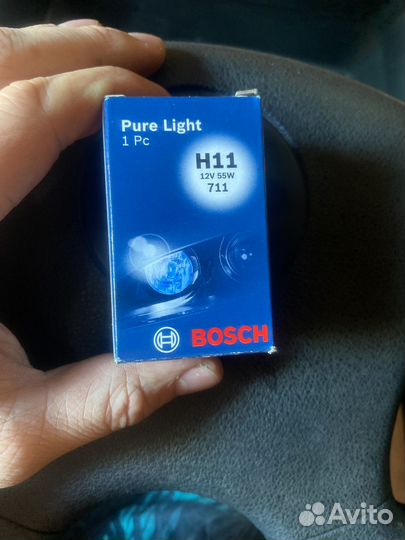 Pure Light
1 Pc
H11
12V 55W
711
BOSCH
Avito